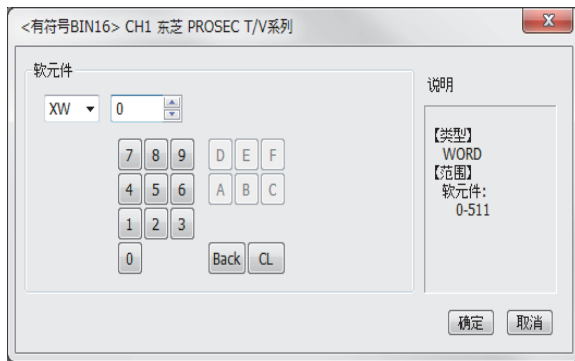 <有符号BIN16> CH1 东芝 PROSEC T/V系列
软元件
XW 0
7 8 9 D E F
4 5 6 A B C
1 2 3
0 Back CL
说明
【类型】
WORD
【范围】
软元件:
0-511
确定 取消